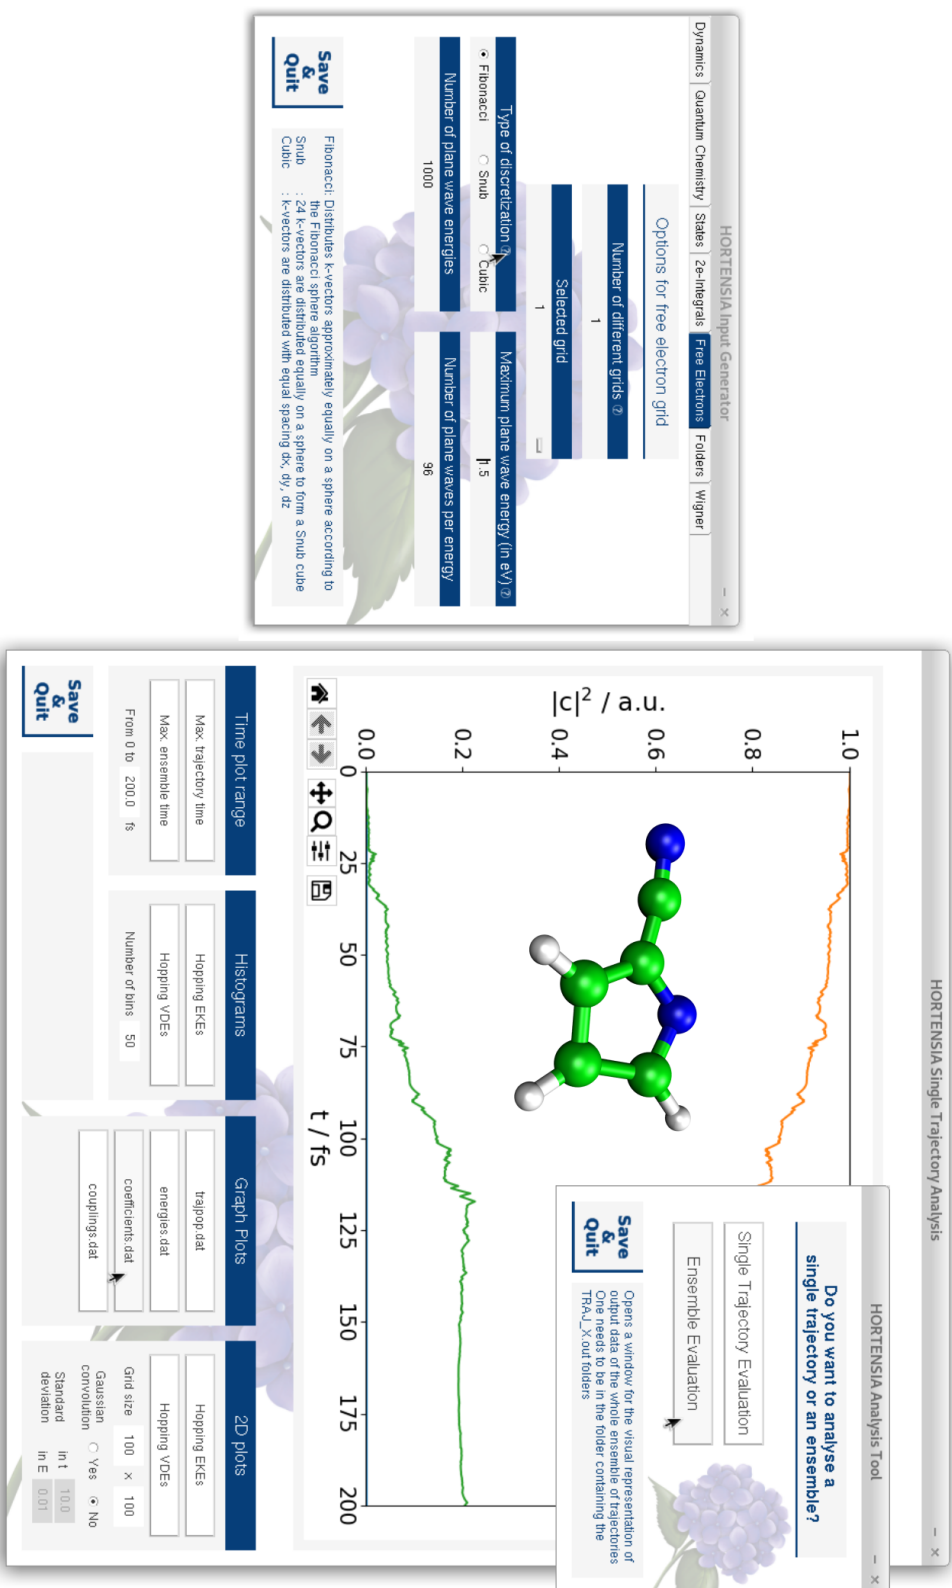 HORTENSIA Input Generator
Dynamics Quantum Chemistry States 2e-Integrals Free Electrons Folders Wigner
Options for free electron grid
Number of different grids ?
1
Selected grid
1
Type of discretization ? Maximum plane wave energy (in eV) ?
Fibonacci Snub Cubic 1.5
Number of plane wave energies Number of plane waves per energy
1000 96
Save
&
Quit
Fibonacci: Distributes k-vectors approximately equally on a sphere according to
the Fibonacci sphere algorithm
Snub : 24 k-vectors are distributed equally on a sphere to form a Snub cube
Cubic : k-vectors are distributed with equal spacing dx, dy, dz
HORTENSIA Single Trajectory Analysis
|c|² / a.u.
1.0
0.8
0.6
0.4
0.2
0.0
0 25 50 75 100 125 150 175 200
t / fs
Time plot range
Max. trajectory time
Max. ensemble time
From 0 to 200.0 fs
Histograms
Hopping EKEs
Hopping VDEs
Number of bins 50
Graph Plots
trajpop.dat
energies.dat
coefficients.dat
couplings.dat
2D plots
Hopping EKEs
Hopping VDEs
Grid size 100 × 100
Gaussian
convolution Yes No
Standard in t 10.0
deviation in E 0.01
Save
&
Quit
HORTENSIA Analysis Tool
Do you want to analyse a
single trajectory or an ensemble?
Single Trajectory Evaluation
Ensemble Evaluation
Save
&
Quit
Opens a window for the visual representation of
output data of the whole ensemble of trajectories
One needs to be in the folder containing the
TRAJ_X.out folders